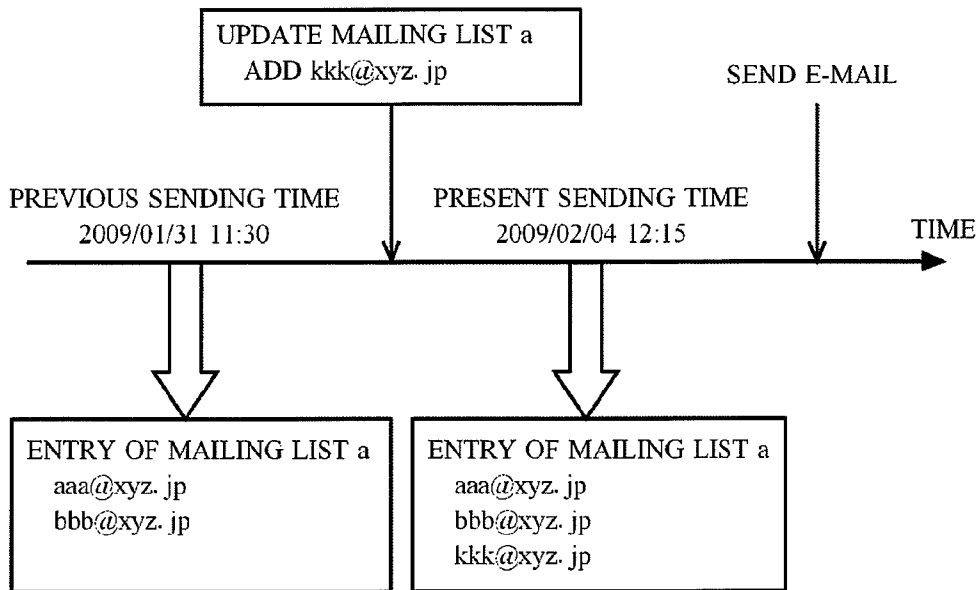 UPDATE MAILING LIST a
ADD kkk@xyz. jp
SEND E-MAIL
PREVIOUS SENDING TIME
2009/01/31 11:30
PRESENT SENDING TIME
2009/02/04 12:15
TIME
ENTRY OF MAILING LIST a
aaa@xyz. jp
bbb@xyz. jp
ENTRY OF MAILING LIST a
aaa@xyz. jp
bbb@xyz. jp
kkk@xyz. jp